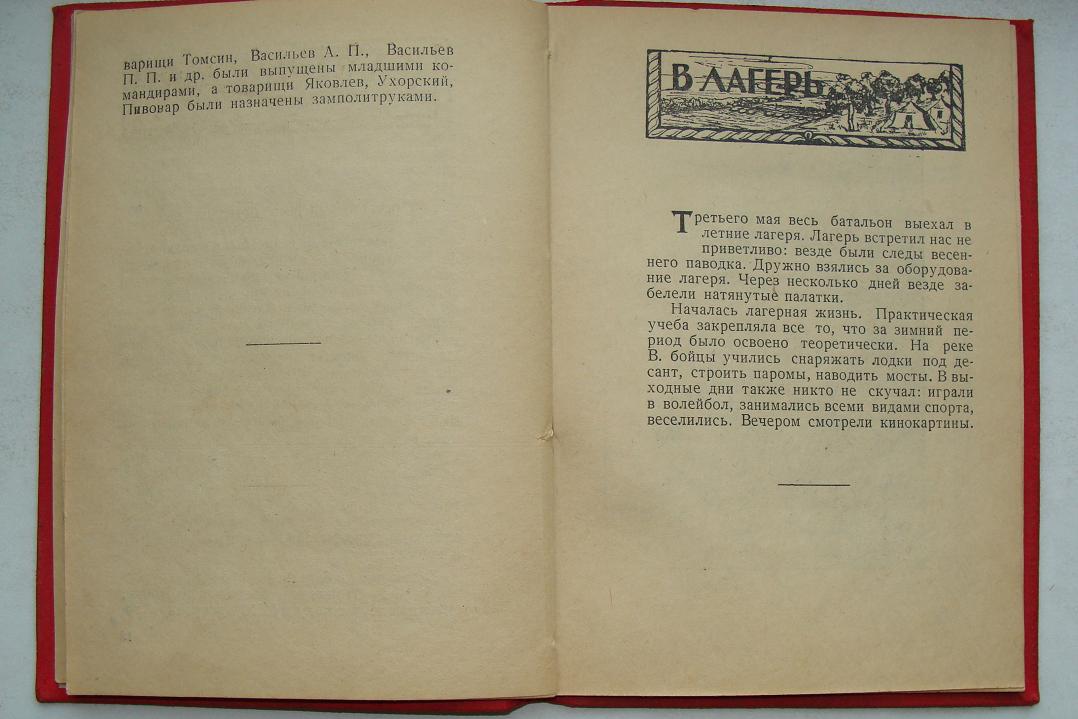 варищи Томсин, Васильев А. П., Васильев
П. П. и др. были выпущены младшими ко-
мандирами, а товарищи Яковлев, Ухорский,
Пивонар были назначены замполитруками.
В ЛАГЕРЬ
Третьего мая весь батальон выехал в
летние лагеря. Лагерь встретил нас не
приветливо: везде были следы весен-
него паводка. Дружно взялись за оборудова-
ние лагеря. Через несколько дней везде за-
белели натянутые палатки.
Началась лагерная жизнь. Практическая
учеба закрепляла все то, что за зимний пе-
риод было освоено теоретически. На реке
В. бойцы учились снаряжать лодки под де-
сант, строить паромы, наводить мосты. В вы-
ходные дни также никто не скучал: играли
в волейбол, занимались всеми видами спорта,
веселились. Вечером смотрели кинокартины.